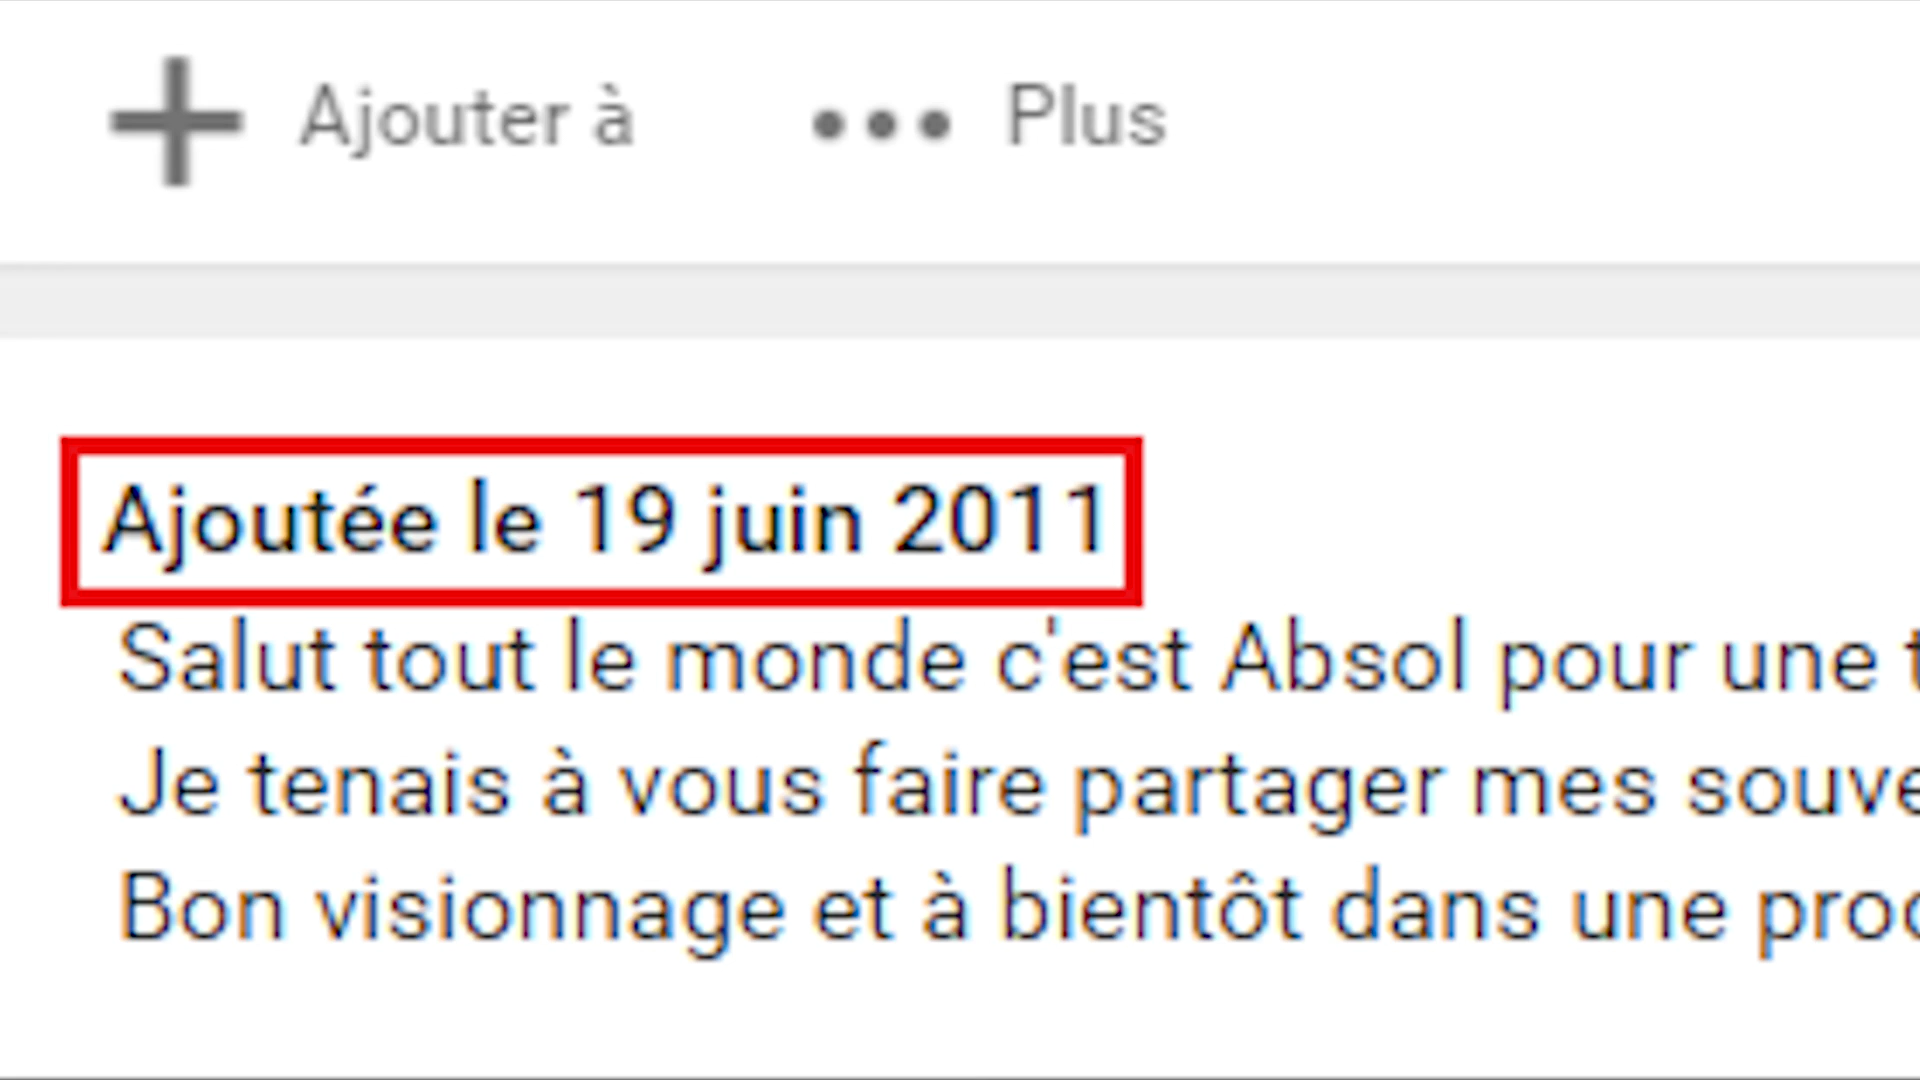 Ajouter à Plus
Ajoutée le 19 juin 2011
Salut tout le monde c'est Absol pour une
Je tenais à vous faire partager mes
Bon visionnage et à bientôt dans une